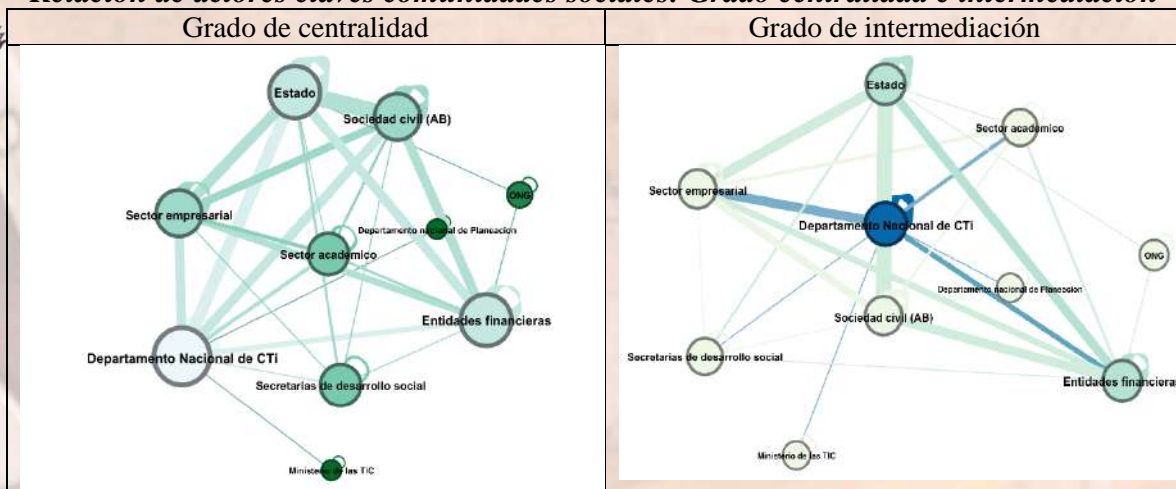 Relación de actores claves comunidades sociales: Grado centralidad e intermediación
Grado de centralidad
Grado de intermediación
Estado
Sociedad civil (AB)
ONG
Sector empresarial
Departamento nacional de Planeacion
Sector académico
Entidades financieras
Departamento Nacional de CTi
Secretarias de desarrollo social
Ministerio de las TIC
Estado
Sector académico
Sector empresarial
Departamento Nacional de CTi
ONG
Departamento nacional de Planeacion
Sociedad civil (AB)
Secretarias de desarrollo social
Entidades financieras
Ministerio de las TIC